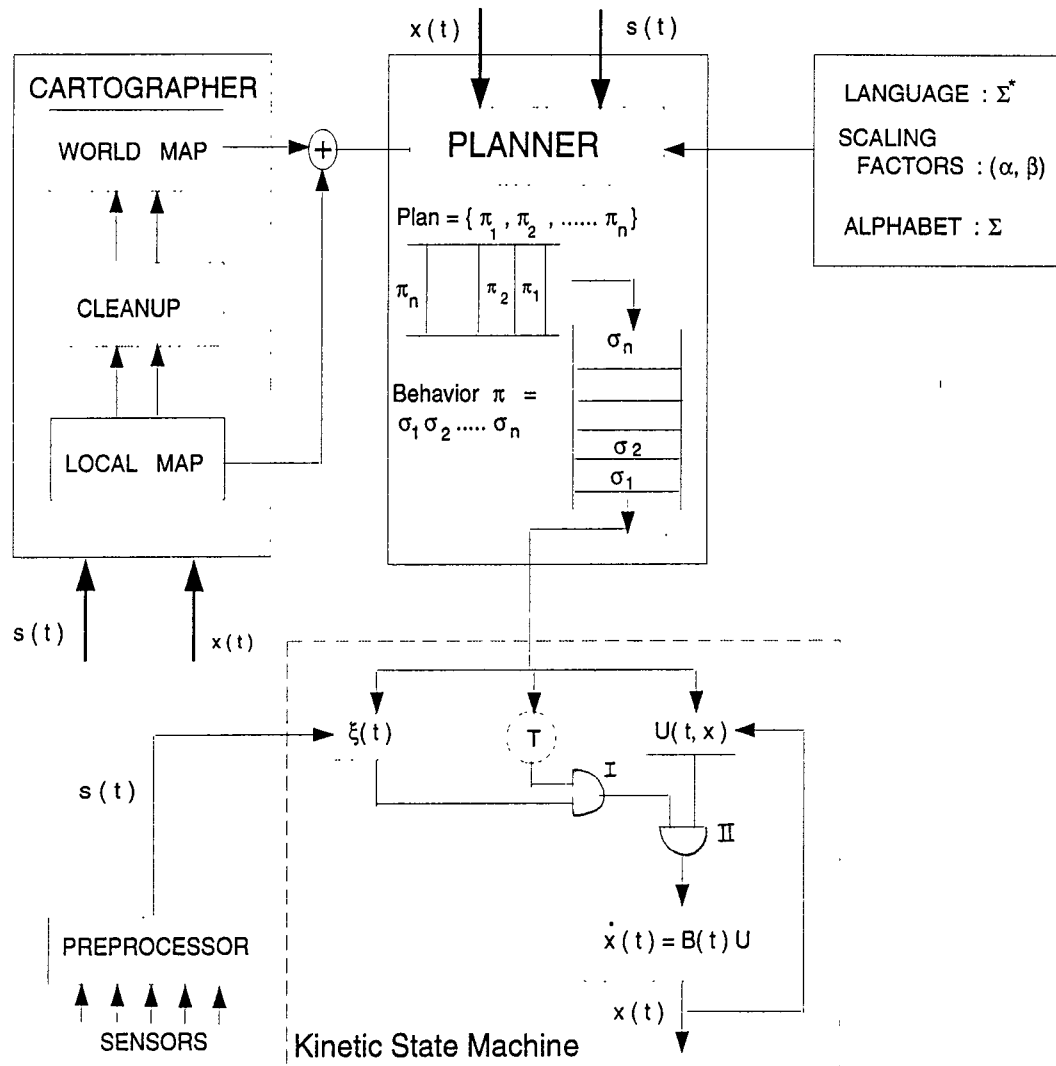 x(t)
s(t)
CARTOGRAPHER
WORLD MAP
CLEANUP
LOCAL MAP
s(t)
x(t)
+
PLANNER
Plan = { π1 , π2 , ...... πn}
πn
π2
π1
Behavior π =
σ1 σ2 ..... σn
σn
σ2
σ1
LANGUAGE : Σ*
SCALING
FACTORS : (α, β)
ALPHABET : Σ
ξ(t)
T
U(t,x)
I
II
s(t)
PREPROCESSOR
SENSORS
ẋ(t) = B(t) U
x(t)
Kinetic State Machine